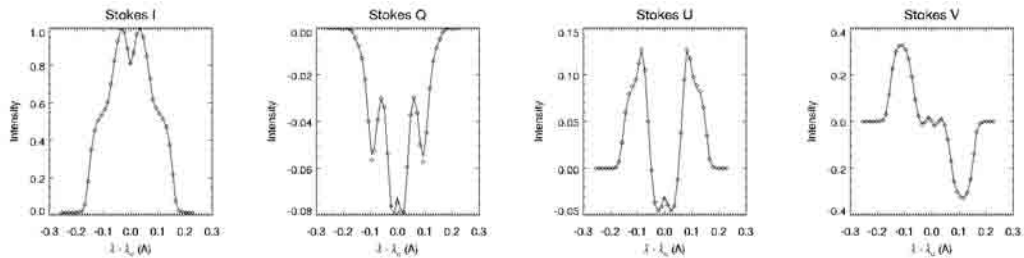 Stokes I
Stokes Q
Stokes U
Stokes V
Intensity
1.0
0.8
0.6
0.4
0.2
0.0
-0.3 -0.2 -0.1 0.0 0.1 0.2 0.3
λ - λ₀ (Å)
Intensity
-0.00
-0.02
-0.04
-0.06
-0.08
-0.3 -0.2 -0.1 0.0 0.1 0.2 0.3
λ - λ₀ (Å)
Intensity
0.15
0.10
0.05
0.00
-0.05
-0.3 -0.2 -0.1 0.0 0.1 0.2 0.3
λ - λ₀ (Å)
Intensity
0.4
0.2
0.0
-0.2
-0.4
-0.3 -0.2 -0.1 0.0 0.1 0.2 0.3
λ - λ₀ (Å)